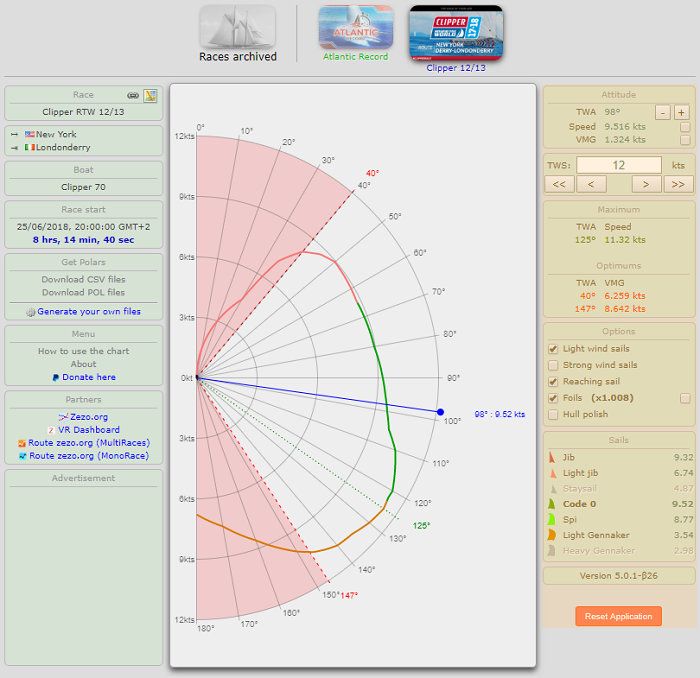 Races archived
ATLANTIC
Atlantic Record
CLIPPER
17-18
NEW YORK
DERRY-LONDONDERRY
Clipper 12/13
Race
Clipper RTW 12/13
New York
Londonderry
Boat
Clipper 70
Race start
25/06/2018, 20:00:00 GMT+2
8 hrs, 14 min, 40 sec
Get Polars
Download CSV files
Download POL files
Generate your own files
Menu
How to use the chart
About
Donate here
Partners
Zezo.org
VR Dashboard
Route zezo.org (MultiRaces)
Route zezo.org (MonoRace)
Advertisement
12kts 0°
10°
20°
30°
40°
40°
9kts
50°
6kts
60°
70°
3kts
80°
0kt 90°
98° : 9.52 kts
100°
3kts
110°
6kts
120°
125°
130°
9kts
140°
150° 147°
160°
12kts
170°
180°
Attitude
TWA 98° - +
Speed 9.516 kts
VMG 1.324 kts
TWS: 12 kts
<< < > >>
Maximum
TWA Speed
125° 11.32 kts
Optimums
TWA VMG
40° 6.259 kts
147° 8.642 kts
Options
Light wind sails
Strong wind sails
Reaching sail
Foils (x1.008)
Hull polish
Sails
Jib 9.32
Light jib 6.74
Staysail 4.87
Code 0 9.52
Spi 8.77
Light Gennaker 3.54
Heavy Gennaker 2.98
Version 5.0.1-β26
Reset Application